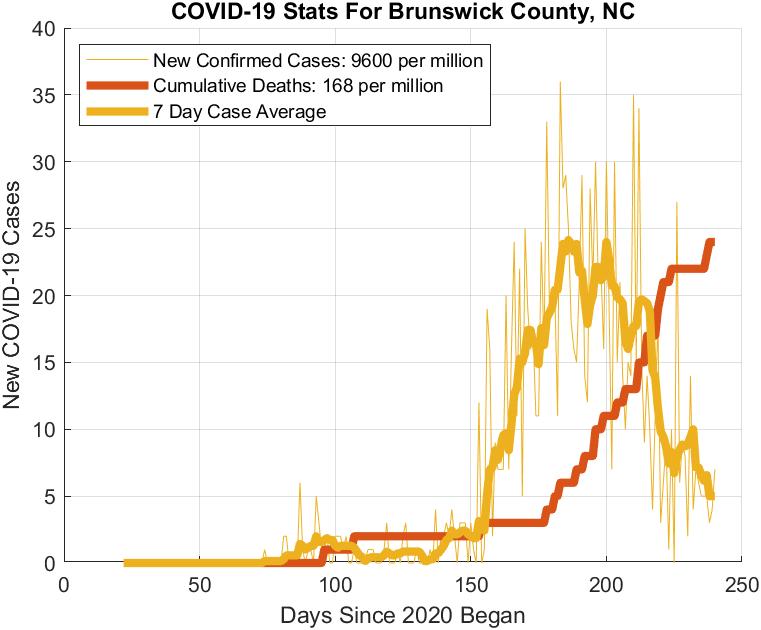 COVID-19 Stats For Brunswick County, NC
New Confirmed Cases: 9600 per million
Cumulative Deaths: 168 per million
7 Day Case Average
New COVID-19 Cases
40
35
30
25
20
15
10
5
0
0 50 100 150 200 250
Days Since 2020 Began